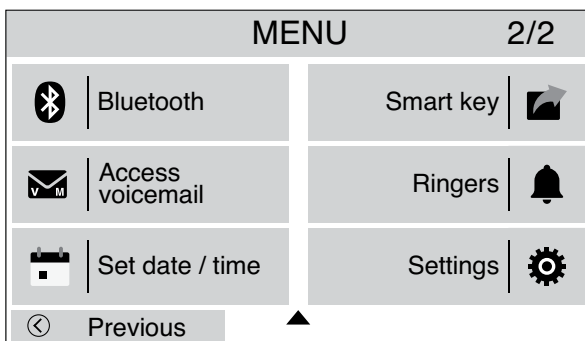 MENU 2/2
Bluetooth
Smart key
Access
voicemail
V M
Ringers
Set date / time
Settings
Previous